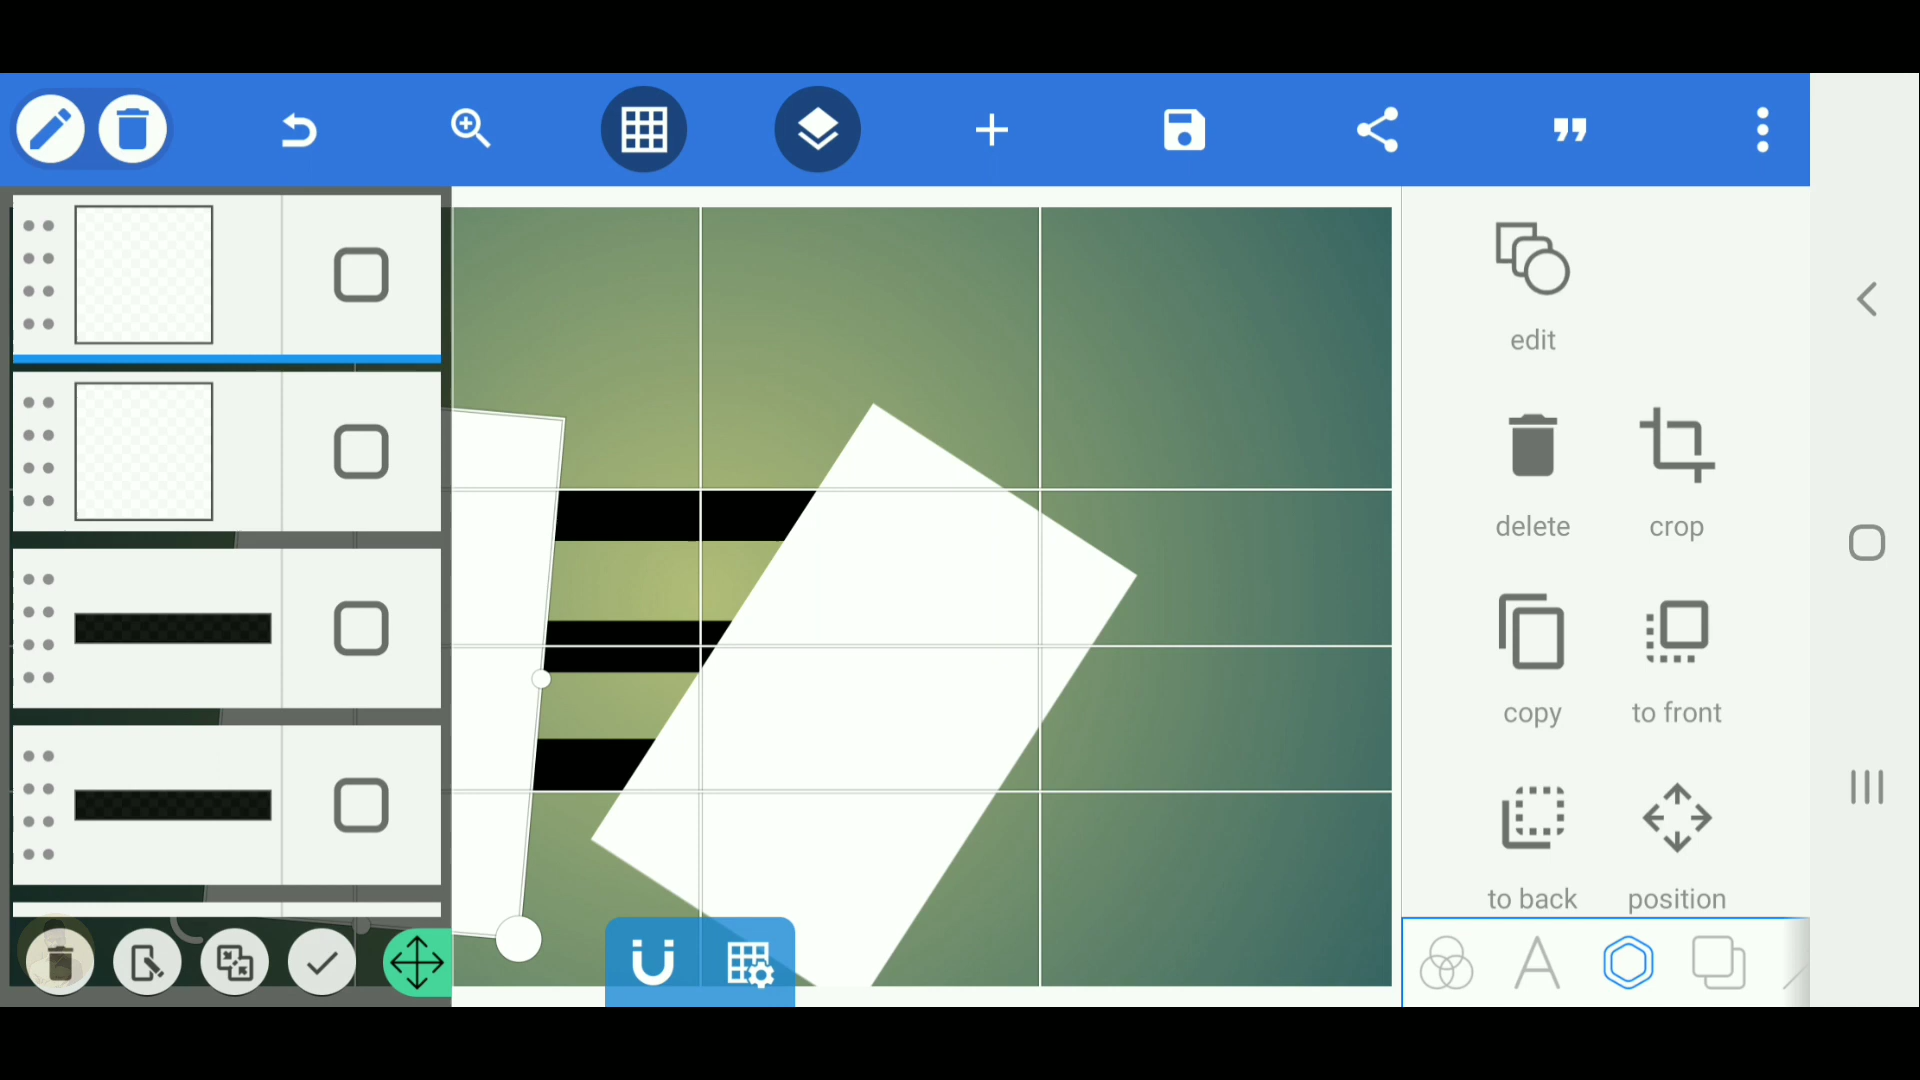 edit
delete
crop
copy
to front
to back
position